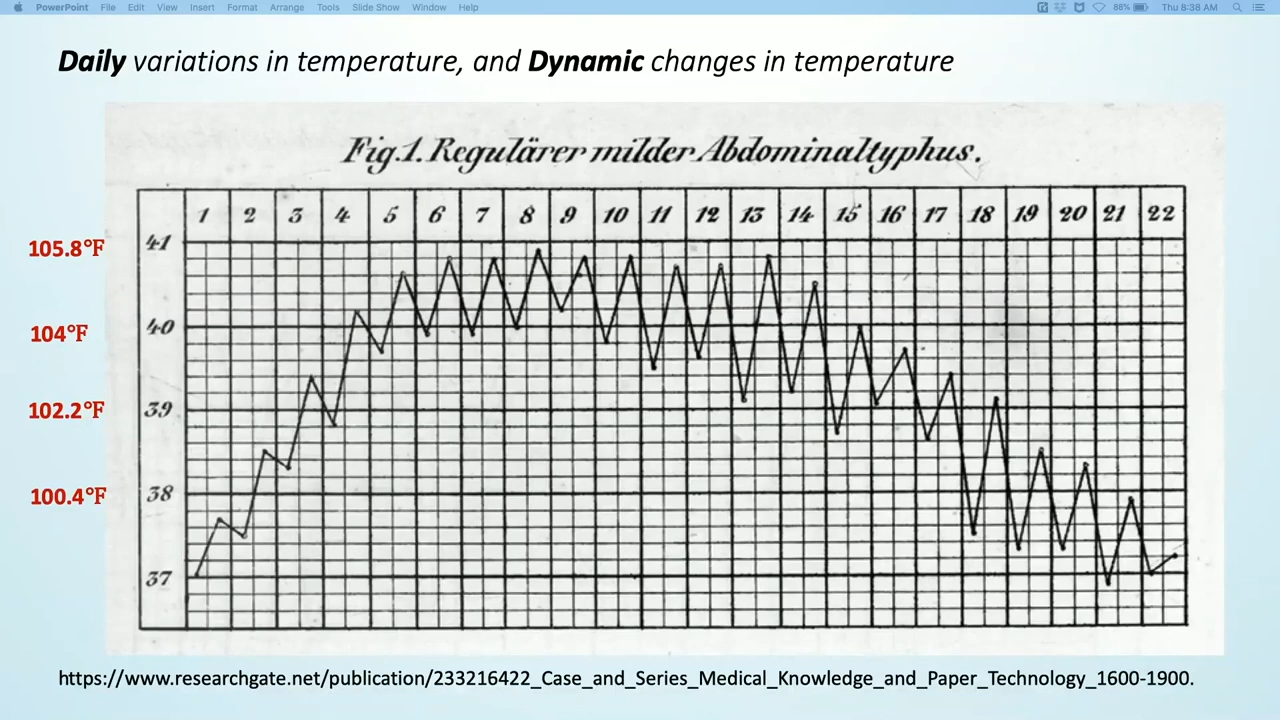 PowerPoint File Edit View Insert Format Arrange Tools Slide Show Window Help 88% Thu 8:38 AM
Daily variations in temperature, and Dynamic changes in temperature
Fig.1. Regulärer milder Abdominaltyphus.
1 2 3 4 5 6 7 8 9 10 11 12 13 14 15 16 17 18 19 20 21 22
105.8°F 41
104°F 40
102.2°F 39
100.4°F 38
37
https://www.researchgate.net/publication/233216422_Case_and_Series_Medical_Knowledge_and_Paper_Technology_1600-1900.